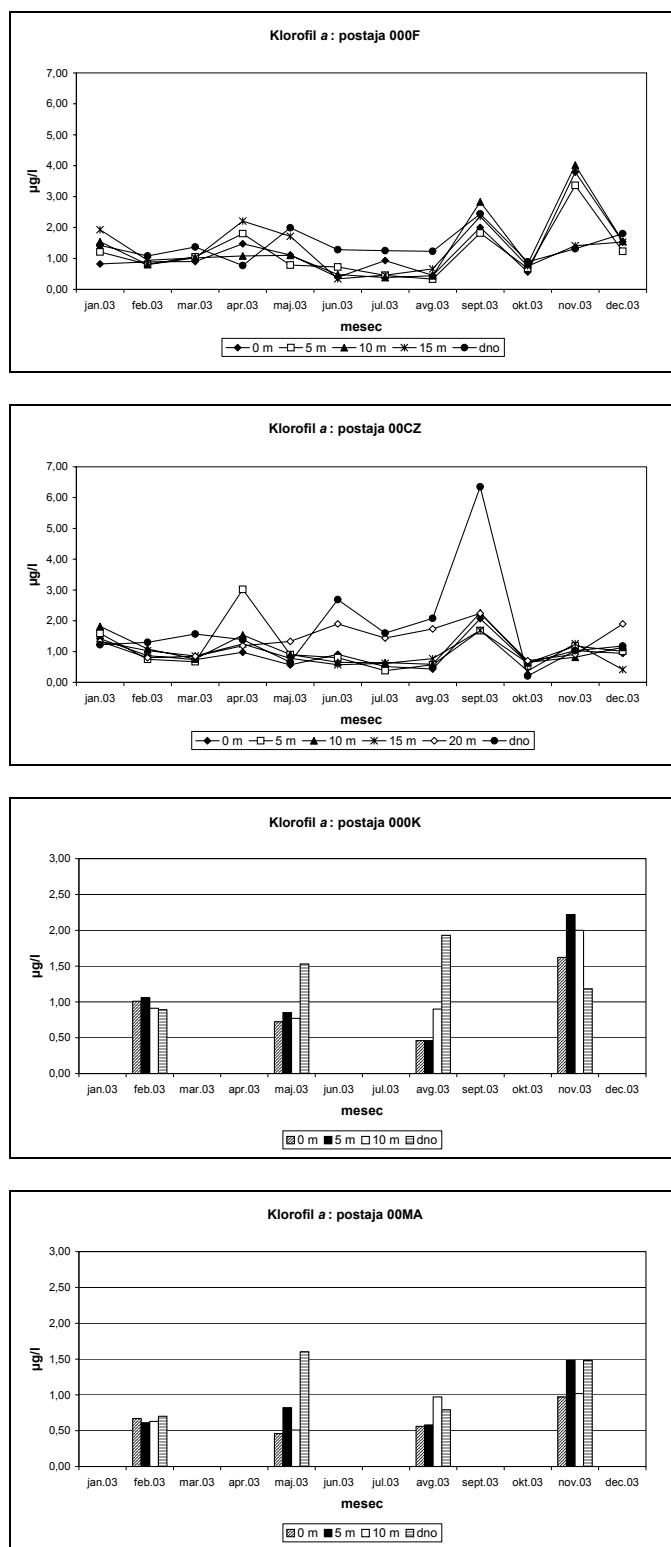 Klorofil a : postaja 000F
7,00
6,00
5,00
4,00
3,00
2,00
1,00
0,00
µg/l
jan.03 feb.03 mar.03 apr.03 maj.03 jun.03 jul.03 avg.03 sept.03 okt.03 nov.03 dec.03
mesec
0 m 5 m 10 m 15 m dno
Klorofil a : postaja 00CZ
7,00
6,00
5,00
4,00
3,00
2,00
1,00
0,00
µg/l
jan.03 feb.03 mar.03 apr.03 maj.03 jun.03 jul.03 avg.03 sept.03 okt.03 nov.03 dec.03
mesec
0 m 5 m 10 m 15 m 20 m dno
Klorofil a : postaja 000K
3,00
2,50
2,00
1,50
1,00
0,50
0,00
µg/l
jan.03 feb.03 mar.03 apr.03 maj.03 jun.03 jul.03 avg.03 sept.03 okt.03 nov.03 dec.03
mesec
0 m 5 m 10 m dno
Klorofil a : postaja 00MA
3,00
2,50
2,00
1,50
1,00
0,50
0,00
µg/l
jan.03 feb.03 mar.03 apr.03 maj.03 jun.03 jul.03 avg.03 sept.03 okt.03 nov.03 dec.03
mesec
0 m 5 m 10 m dno